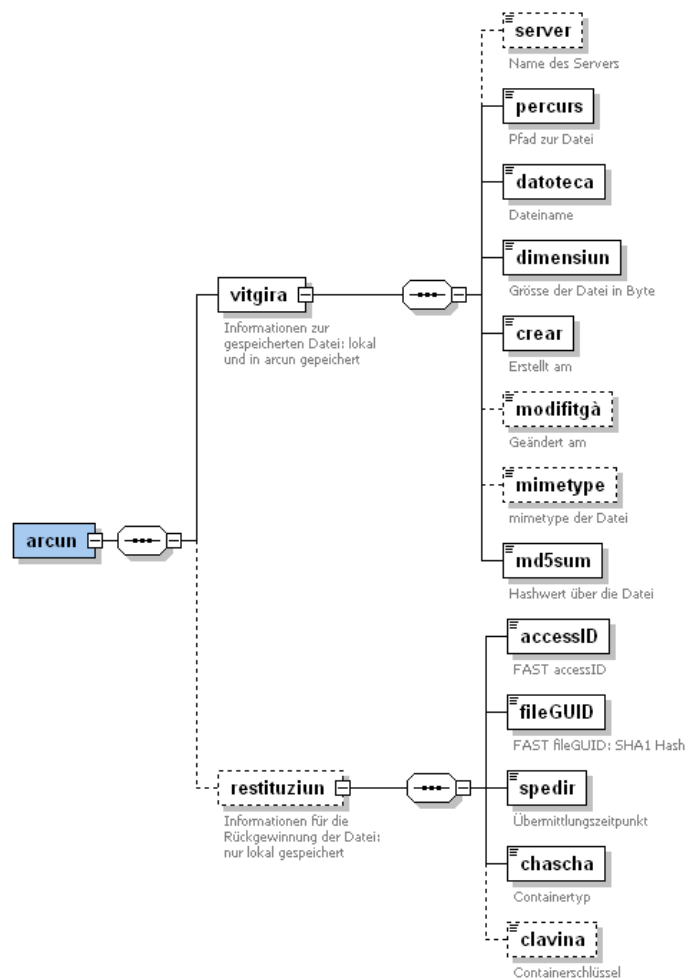 server
Name des Servers
percurs
Pfad zur Datei
datoteca
Dateiname
dimensiun
Grösse der Datei in Byte
vitgira
Informationen zur
gespeicherten Datei: lokal
und in arcun gepeichert
crear
Erstellt am
modifitgà
Geändert am
mimetype
mimetype der Datei
arcun
md5sum
Hashwert über die Datei
accessID
FAST accessID
fileGUID
FAST fileGUID: SHA1 Hash
restituziun
Informationen für die
Rückgewinnung der Datei:
nur lokal gespeichert
spedir
Übermittlungszeitpunkt
chascha
Containertyp
clavina
Containerschlüssel